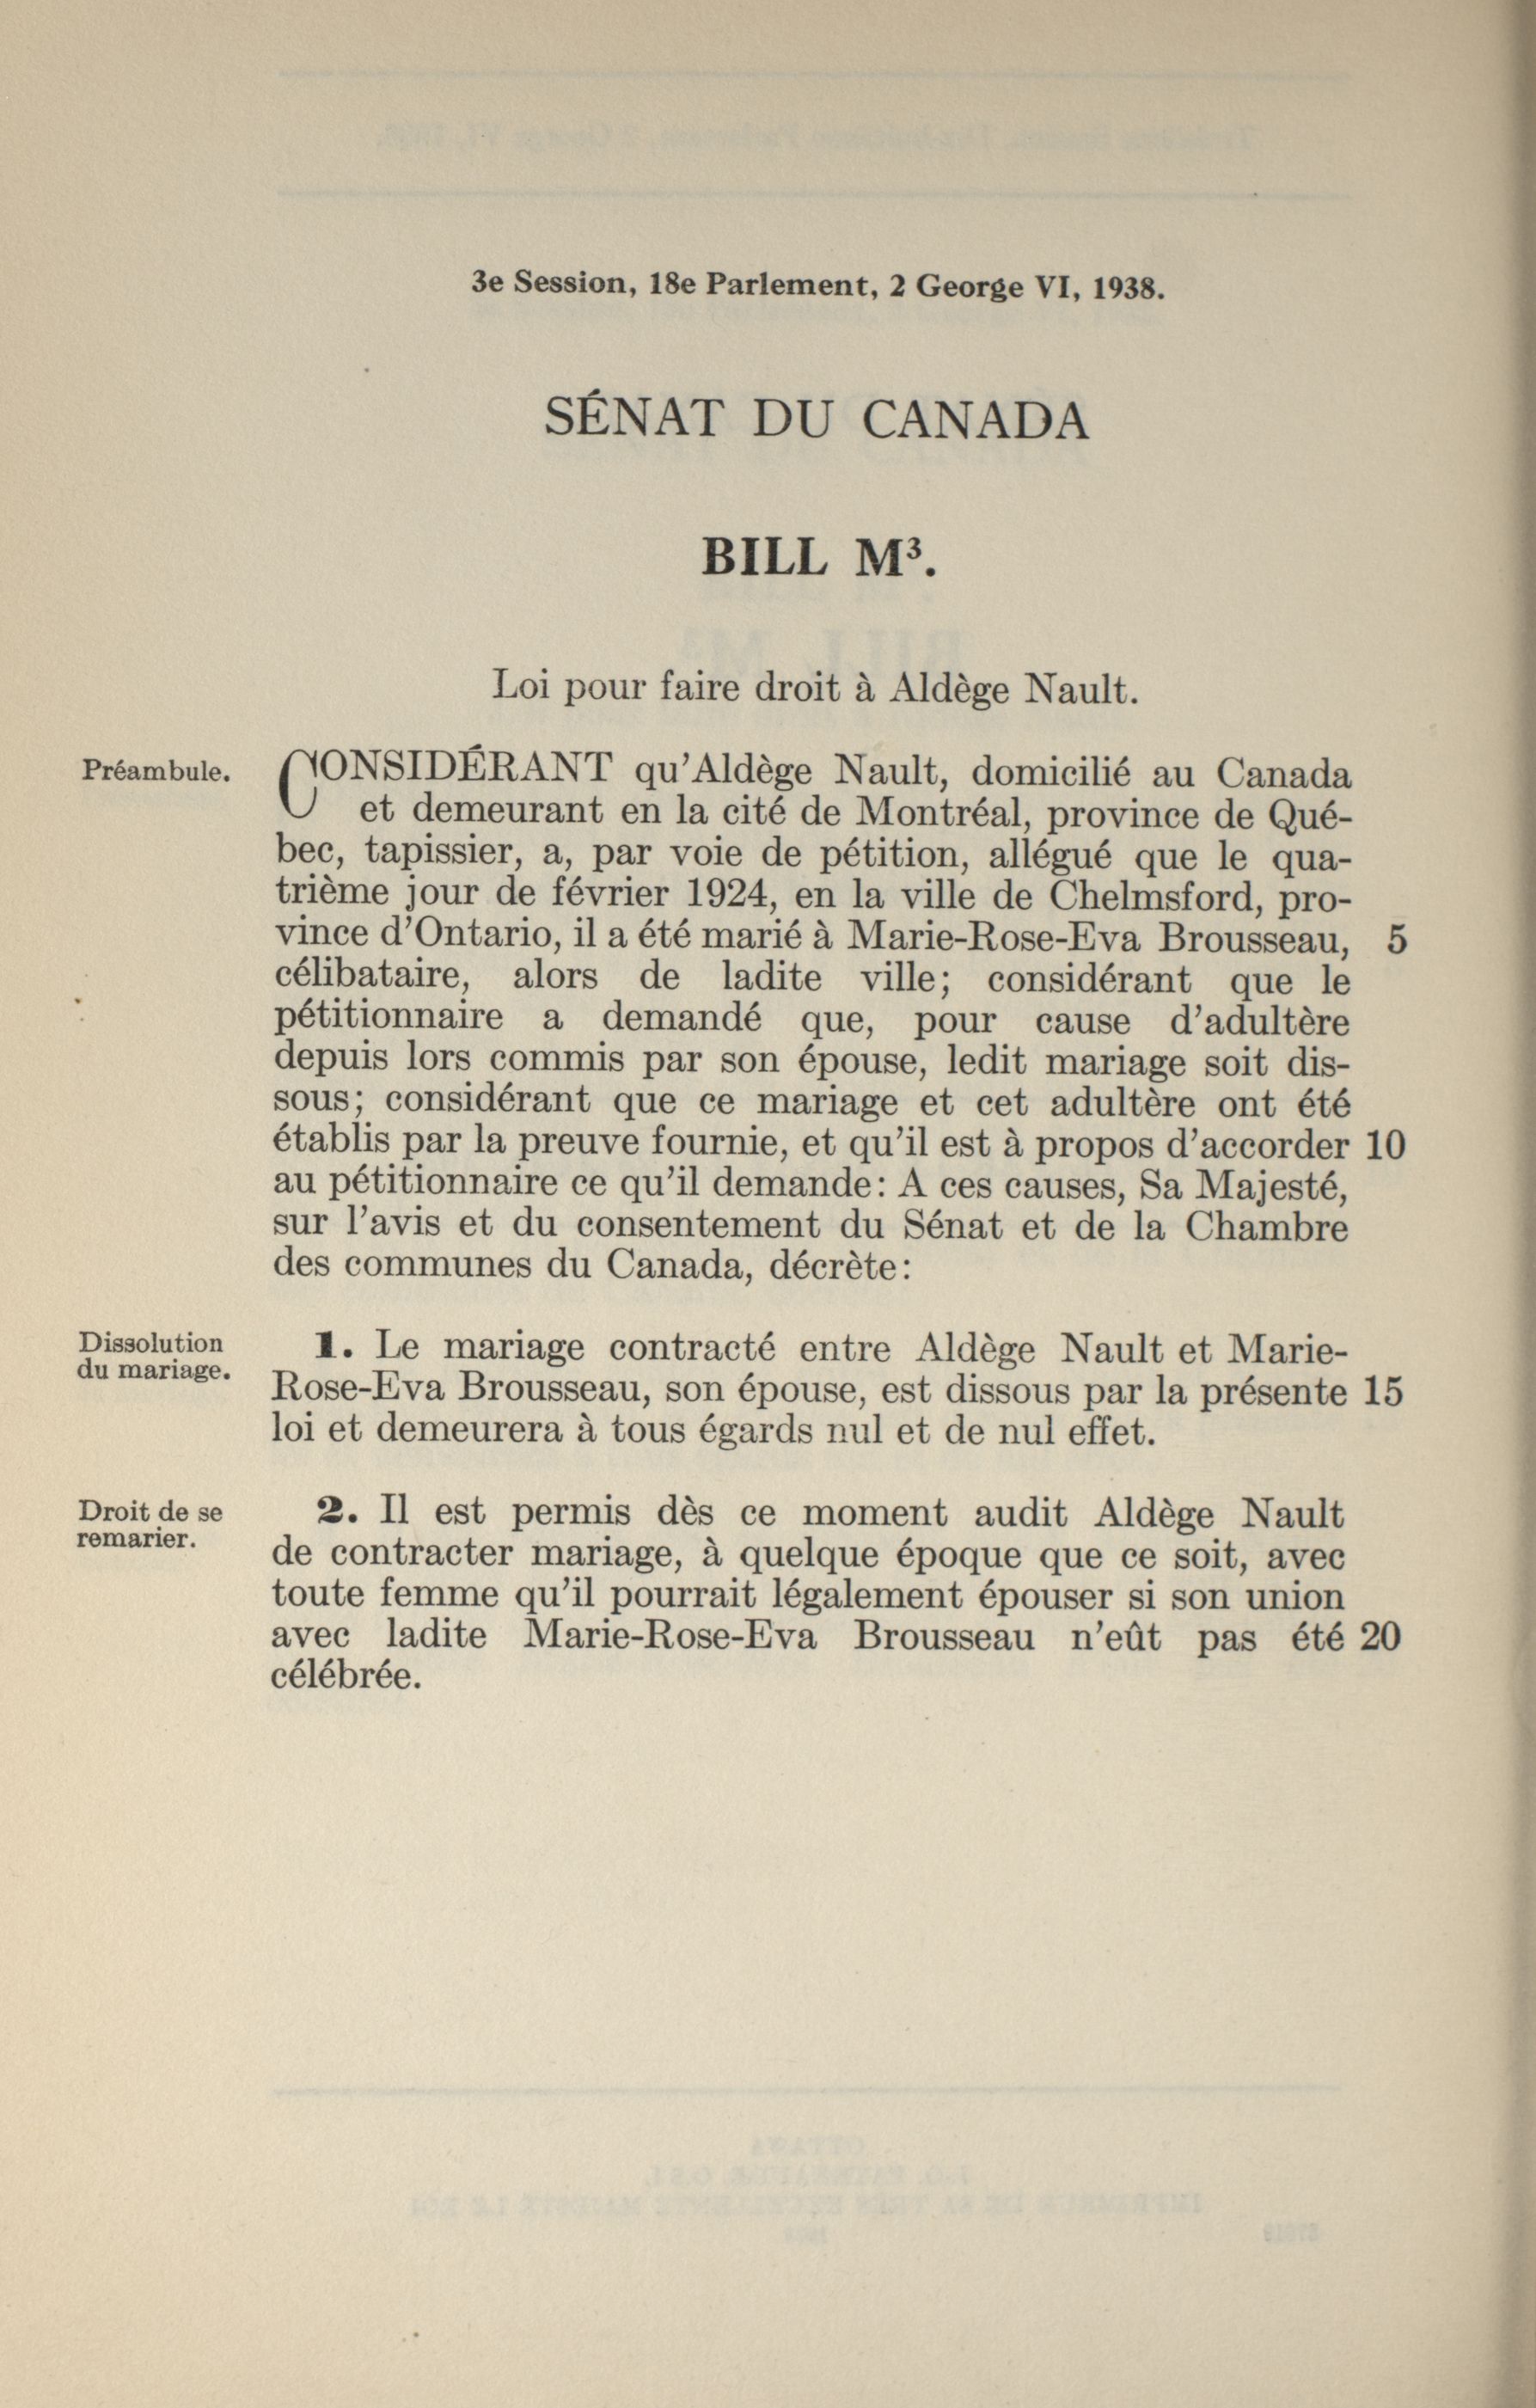 3e Session, 18e Parlement, 2 George VI, 1938.
SÉNAT DU CANADA
BILL M³.
Loi pour faire droit à Aldège Nault.
Préambule.
CONSIDÉRANT qu'Aldège Nault, domicilié au Canada
et demeurant en la cité de Montréal, province de Qué-
bec, tapissier, a, par voie de pétition, allégué que le qua-
trième jour de février 1924, en la ville de Chelmsford, pro-
vince d'Ontario, il a été marié à Marie-Rose-Eva Brousseau, 5
célibataire, alors de ladite ville; considérant que le
pétitionnaire a demandé que, pour cause d'adultère
depuis lors commis par son épouse, ledit mariage soit dis-
sous; considérant que ce mariage et cet adultère ont été
établis par la preuve fournie, et qu'il est à propos d'accorder 10
au pétitionnaire ce qu'il demande: A ces causes, Sa Majesté,
sur l'avis et du consentement du Sénat et de la Chambre
des communes du Canada, décrète:
Dissolution
du mariage.
1. Le mariage contracté entre Aldège Nault et Marie-
Rose-Eva Brousseau, son épouse, est dissous par la présente 15
loi et demeurera à tous égards nul et de nul effet.
Droit de se
remarier.
2. Il est permis dès ce moment audit Aldège Nault
de contracter mariage, à quelque époque que ce soit, avec
toute femme qu'il pourrait légalement épouser si son union
avec ladite Marie-Rose-Eva Brousseau n'eût pas été 20
célébrée.